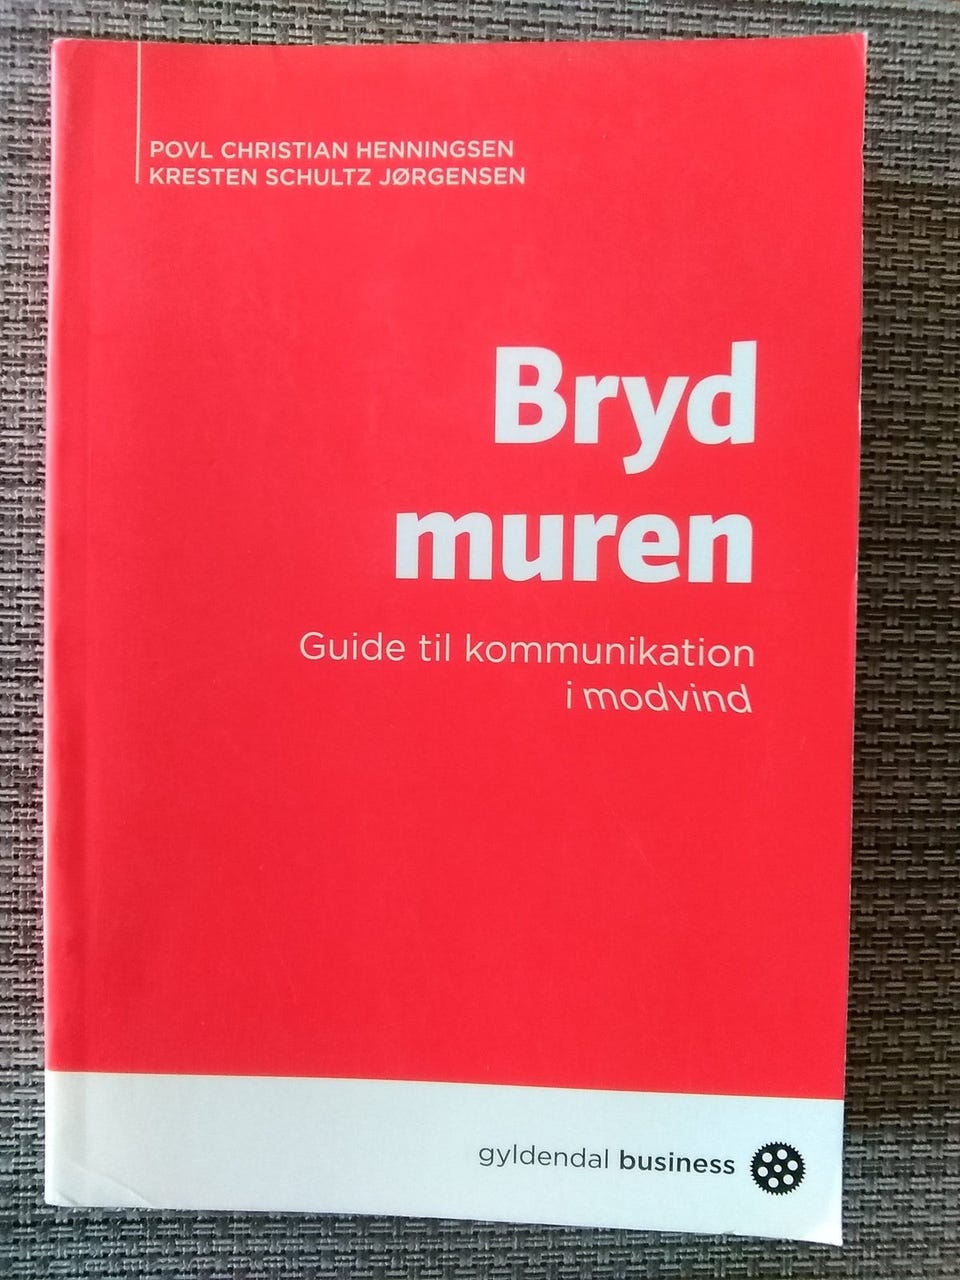 POVL CHRISTIAN HENNINGSEN
KRESTEN SCHULTZ JØRGENSEN
Bryd
muren
Guide til kommunikation
i modvind
gyldendal business